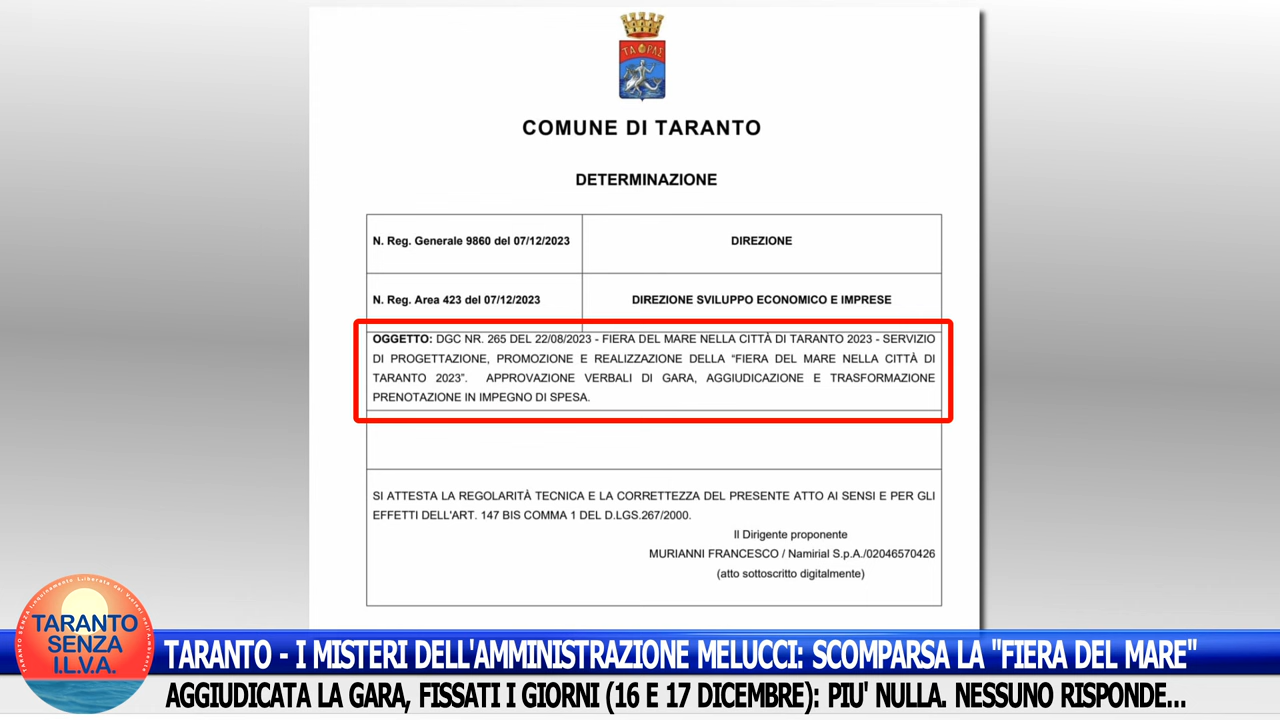 ΤΑΡΑΣ
COMUNE DI TARANTO
DETERMINAZIONE
N. Reg. Generale 9860 del 07/12/2023
DIREZIONE
N. Reg. Area 423 del 07/12/2023
DIREZIONE SVILUPPO ECONOMICO E IMPRESE
OGGETTO: DGC NR. 265 DEL 22/08/2023 - FIERA DEL MARE NELLA CITTÀ DI TARANTO 2023 - SERVIZIO
DI PROGETTAZIONE, PROMOZIONE E REALIZZAZIONE DELLA “FIERA DEL MARE NELLA CITTÀ DI
TARANTO 2023”. APPROVAZIONE VERBALI DI GARA, AGGIUDICAZIONE E TRASFORMAZIONE
PRENOTAZIONE IN IMPEGNO DI SPESA.
SI ATTESTA LA REGOLARITÀ TECNICA E LA CORRETTEZZA DEL PRESENTE ATTO AI SENSI E PER GLI
EFFETTI DELL'ART. 147 BIS COMMA 1 DEL D.LGS.267/2000.
Il Dirigente proponente
MURIANNI FRANCESCO / Namirial S.p.A./02046570426
(atto sottoscritto digitalmente)
TARANTO
SENZA
I.L.V.A.
TARANTO - I MISTERI DELL'AMMINISTRAZIONE MELUCCI: SCOMPARSA LA "FIERA DEL MARE"
AGGIUDICATA LA GARA, FISSATI I GIORNI (16 E 17 DICEMBRE): PIU' NULLA. NESSUNO RISPONDE...